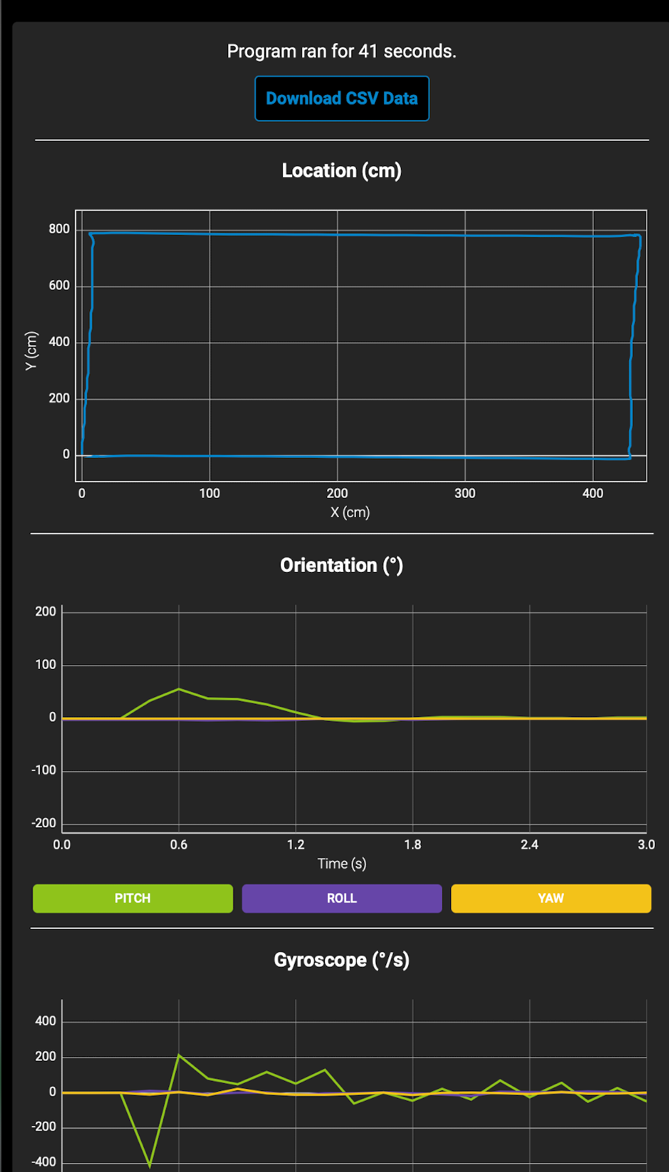 Program ran for 41 seconds.
Download CSV Data
Location (cm)
800
600
400
200
0
Y (cm)
0 100 200 300 400
X (cm)
Orientation (°)
200
100
0
-100
-200
0.0 0.6 1.2 1.8 2.4 3.0
Time (s)
PITCH ROLL YAW
Gyroscope (°/s)
400
200
0
-200
-400